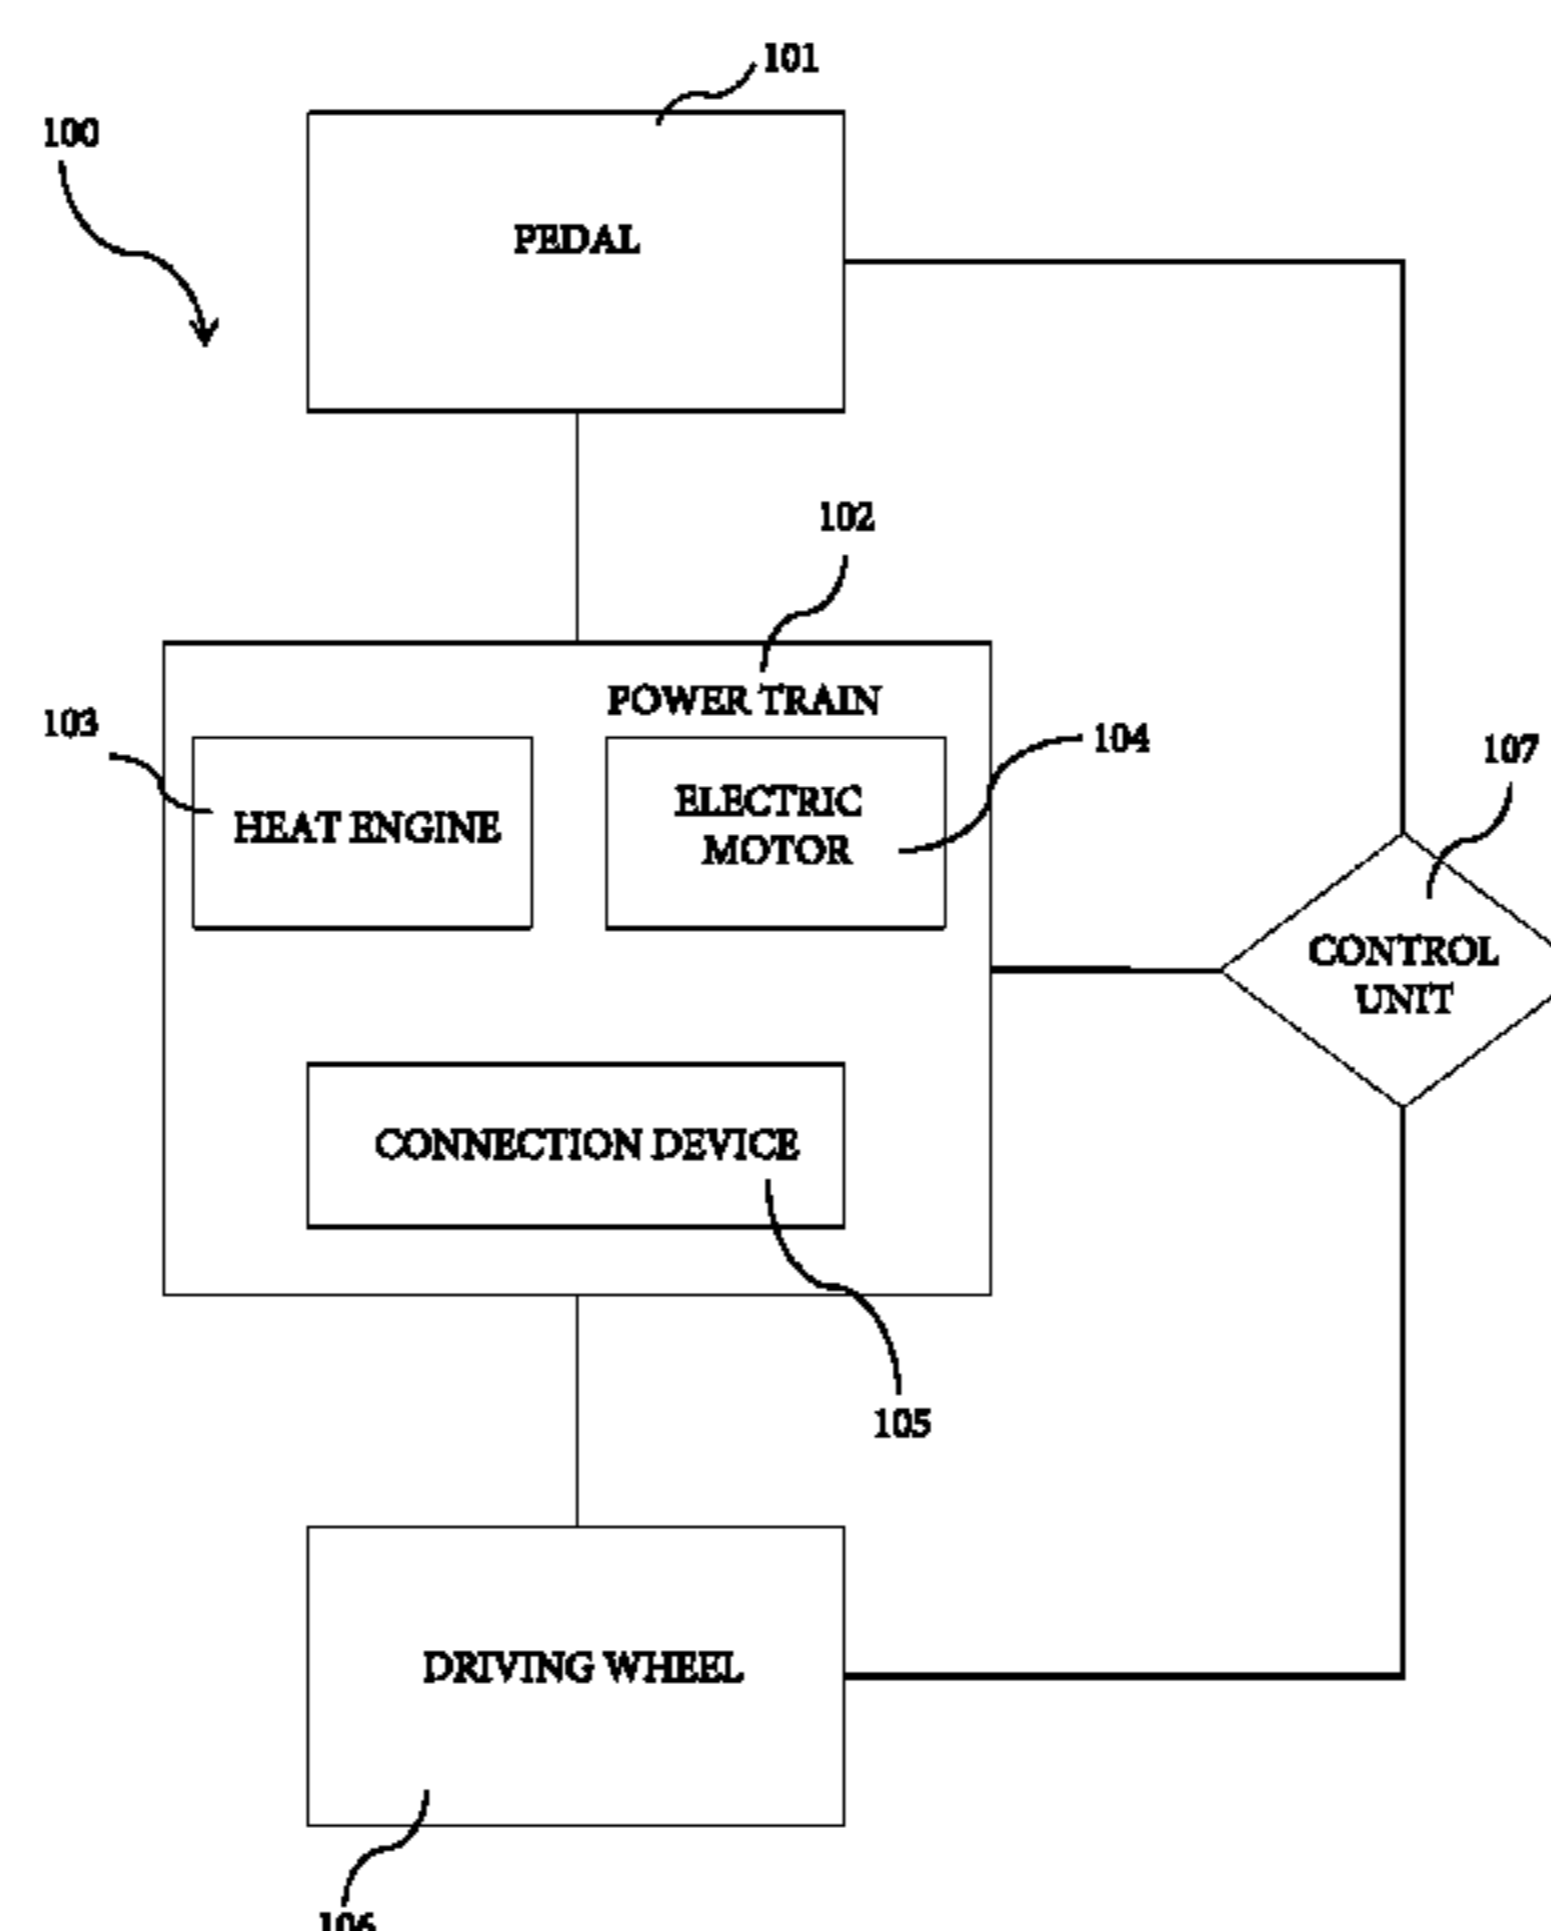 101
100
PEDAL
102
POWER TRAIN
103
104
107
HEAT ENGINE
ELECTRIC
MOTOR
CONTROL
UNIT
CONNECTION DEVICE
105
DRIVING WHEEL
106